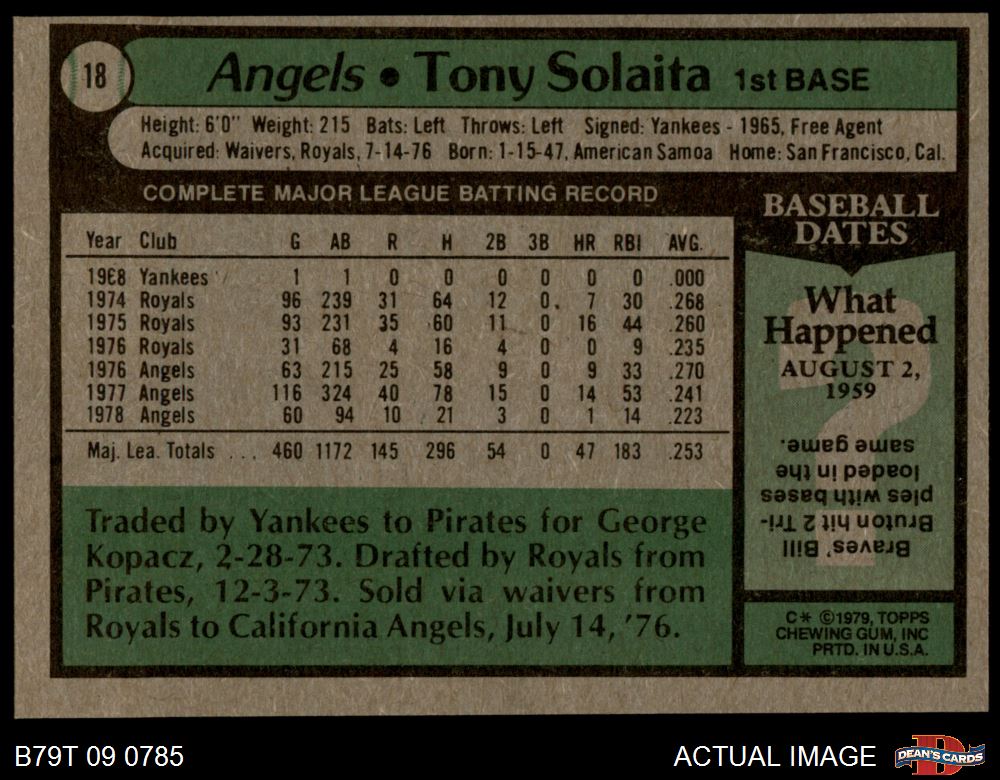 18
Angels • Tony Solaita 1st BASE
Height: 6'0" Weight: 215 Bats: Left Throws: Left Signed: Yankees - 1965, Free Agent
Acquired: Waivers, Royals, 7-14-76 Born: 1-15-47, American Samoa Home: San Francisco, Cal.
COMPLETE MAJOR LEAGUE BATTING RECORD
Year Club G AB R H 2B 3B HR RBI AVG.
1968 Yankees 1 1 0 0 0 0 0 0 .000
1974 Royals 96 239 31 64 12 0 7 30 .268
1975 Royals 93 231 35 60 11 0 16 44 .260
1976 Royals 31 68 4 16 4 0 0 9 .235
1976 Angels 63 215 25 58 9 0 9 33 .270
1977 Angels 116 324 40 78 15 0 14 53 .241
1978 Angels 60 94 10 21 3 0 1 14 .223
Maj. Lea. Totals . . . 460 1172 145 296 54 0 47 183 .253
Traded by Yankees to Pirates for George
Kopacz, 2-28-73. Drafted by Royals from
Pirates, 12-3-73. Sold via waivers from
Royals to California Angels, July 14, '76.
BASEBALL
DATES
What
Happened
AUGUST 2,
1959
?
Braves' Bill
Bruton hit 2 Tri-
ples with bases
loaded in the
same game.
C* ©1979, TOPPS
CHEWING GUM, INC
PRTD. IN U.S.A.
B79T 09 0785
ACTUAL IMAGE
D
DEAN'S CARDS